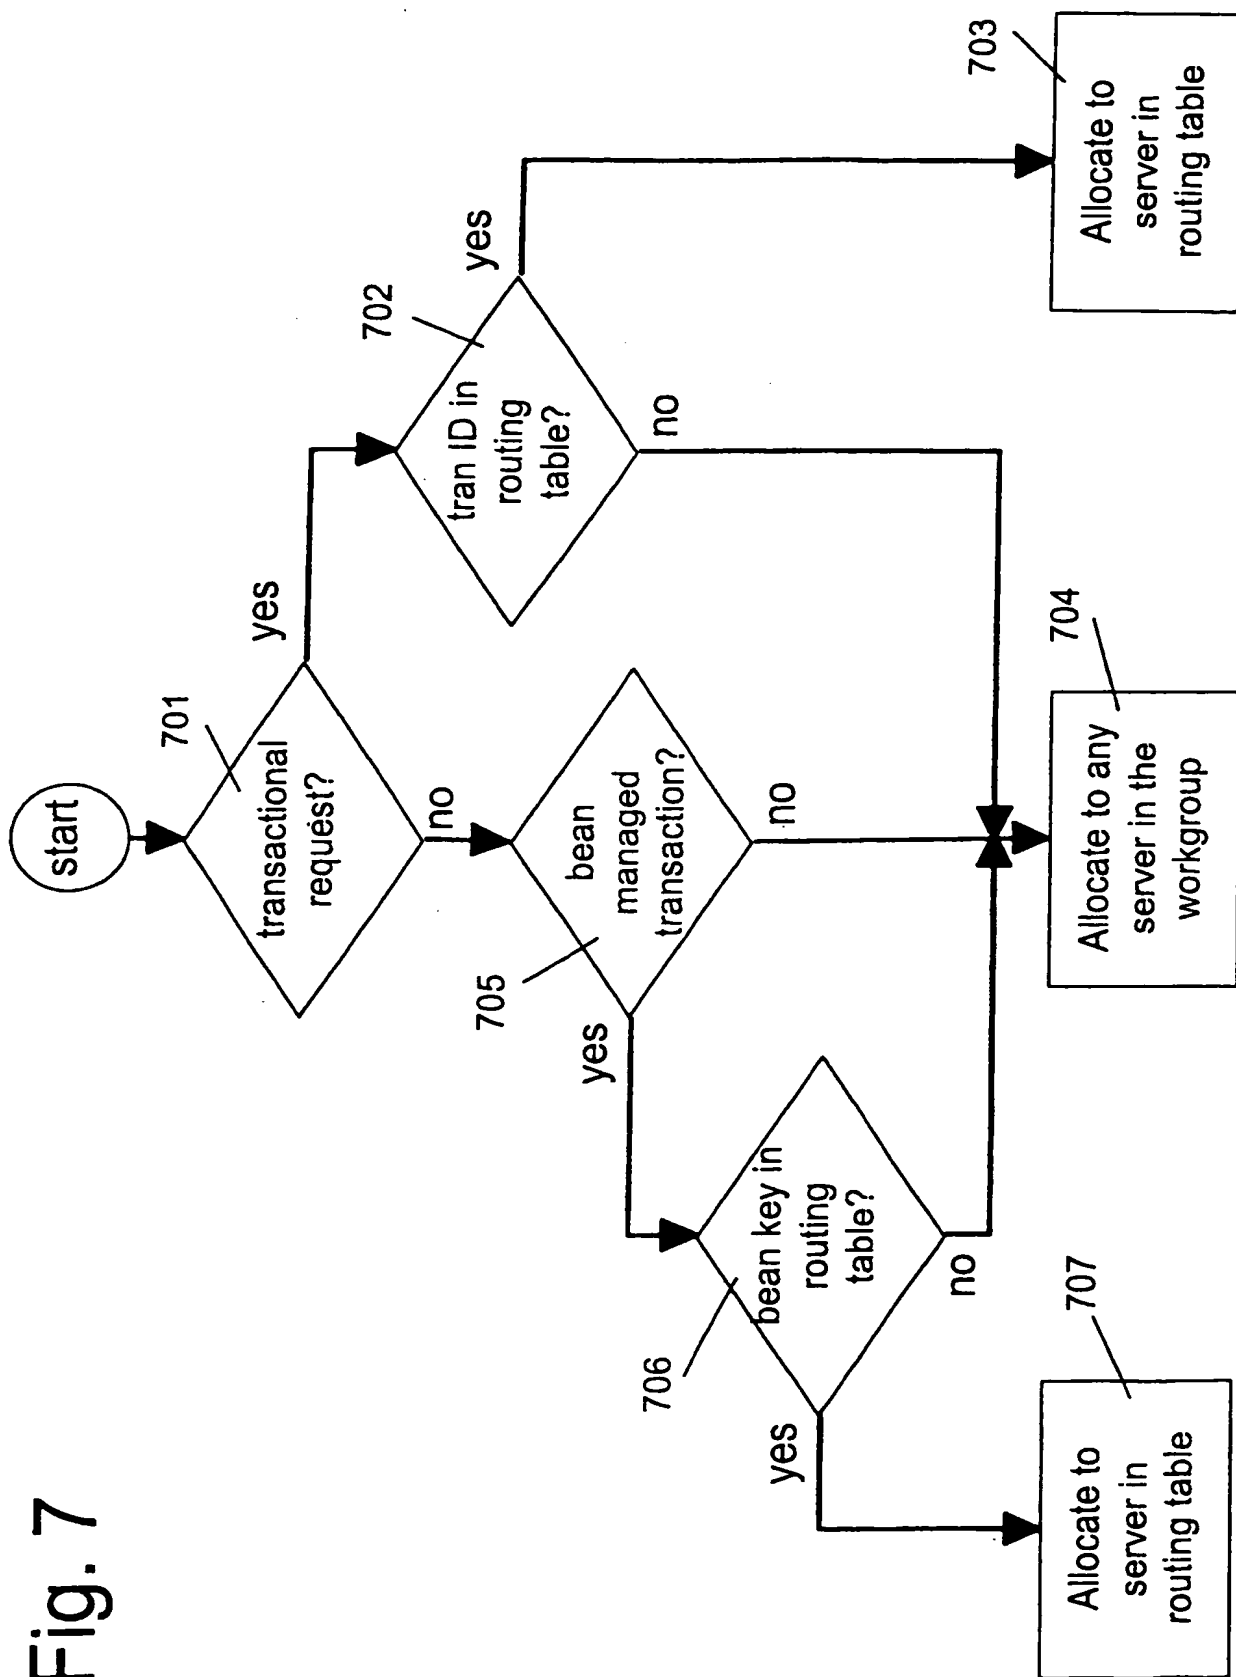 Fig. 7
start
701
transactional
request?
yes
no
702
tran ID in
routing
table?
yes
no
705
bean
managed
transaction?
yes
no
706
bean key in
routing
table?
yes
no
707
Allocate to
server in
routing table
704
Allocate to any
server in the
workgroup
703
Allocate to
server in
routing table